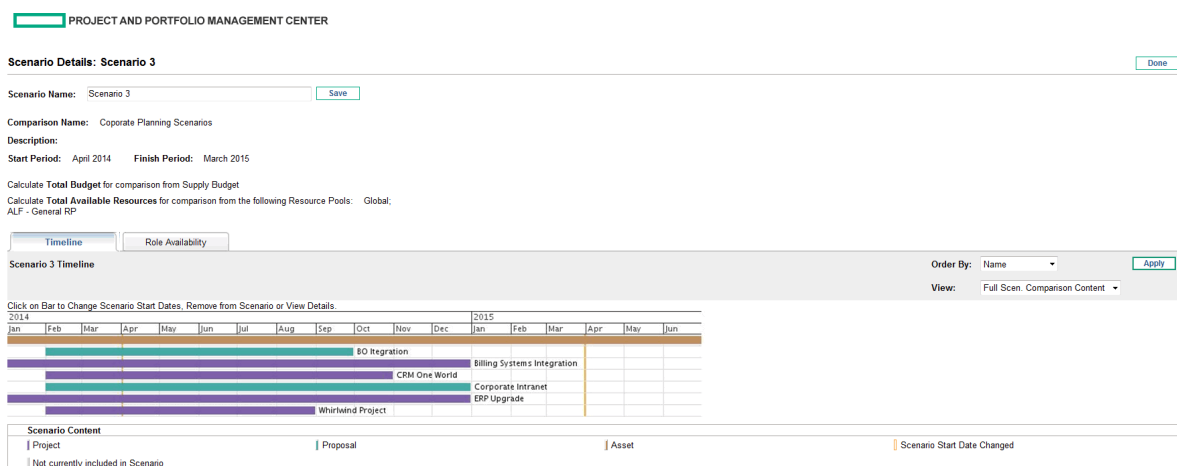 PROJECT AND PORTFOLIO MANAGEMENT CENTER
Scenario Details: Scenario 3
Done
Scenario Name: Scenario 3 Save
Comparison Name: Coporate Planning Scenarios
Description:
Start Period: April 2014 Finish Period: March 2015
Calculate Total Budget for comparison from Supply Budget
Calculate Total Available Resources for comparison from the following Resource Pools: Global;
ALF - General RP
Timeline Role Availability
Scenario 3 Timeline Order By: Name Apply
View: Full Scen. Comparison Content
Click on Bar to Change Scenario Start Dates, Remove from Scenario or View Details.
2014 2015
Jan Feb Mar Apr May Jun Jul Aug Sep Oct Nov Dec Jan Feb Mar Apr May Jun
BO Itegration
Billing Systems Integration
CRM One World
Corporate Intranet
ERP Upgrade
Whirlwind Project
Scenario Content
Project Proposal Asset Scenario Start Date Changed
Not currently included in Scenario